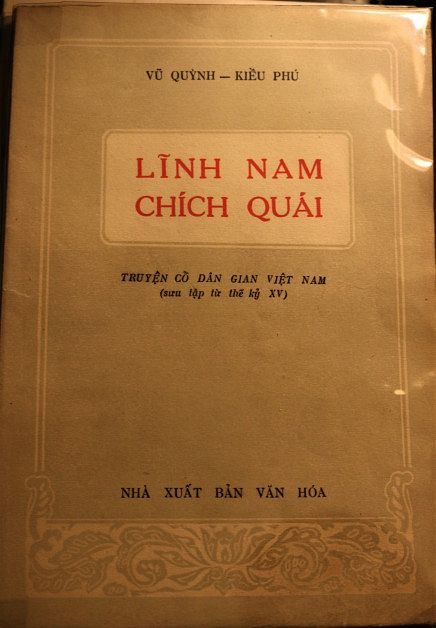 VŨ QUỲNH — KIỀU PHÚ
LĨNH NAM
CHÍCH QUÁI
TRUYỆN CỔ DÂN GIAN VIỆT NAM
(sưu tập từ thế kỷ XV)
NHÀ XUẤT BẢN VĂN HÓA